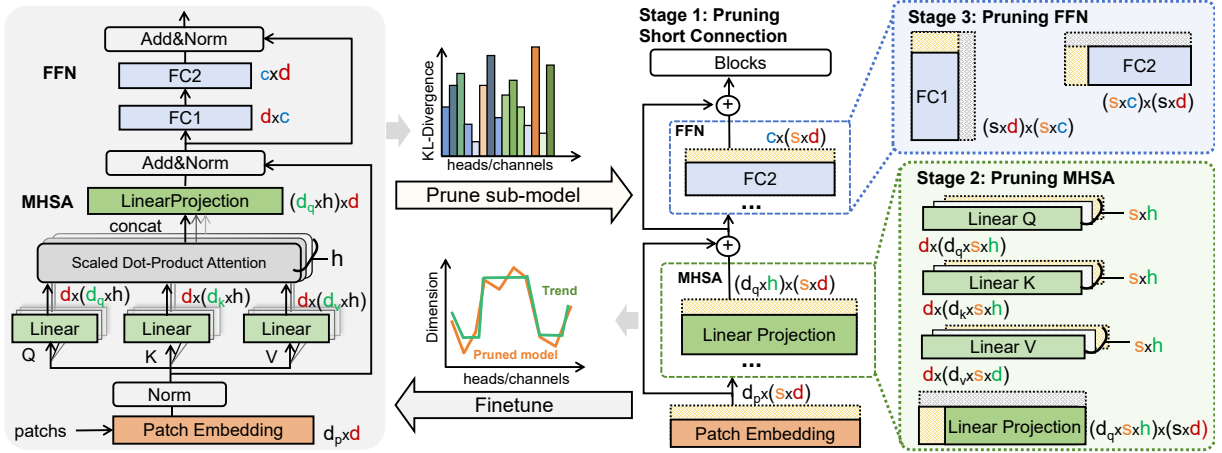 Add&Norm
FFN
FC2
cxd
FC1
dxc
Add&Norm
MHSA
LinearProjection
(dqxh)xd
concat
Scaled Dot-Product Attention
h
dx(dqxh)
dx(dkxh)
dx(dvxh)
Linear
Linear
Linear
Q
K
V
Norm
patchs
Patch Embedding
dpxd
KL-Divergence
heads/channels
Prune sub-model
Dimension
Trend
Pruned model
heads/channels
Finetune
Stage 1: Pruning
Short Connection
Blocks
+
FFN
cx(sxd)
FC2
...
+
MHSA
(dqxh)x(sxd)
Linear Projection
...
dpx(sxd)
Patch Embedding
Stage 3: Pruning FFN
FC1
(sxd)x(sxc)
FC2
(sxc)x(sxd)
Stage 2: Pruning MHSA
Linear Q
sxh
dx(dqxsxh)
Linear K
sxh
dx(dkxsxh)
Linear V
sxh
dx(dvxsxd)
Linear Projection
(dqxsxh)x(sxd)